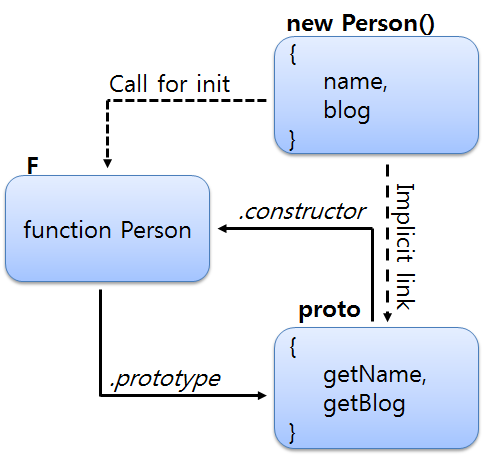 new Person()
{
name,
blog
}
Call for init
F
function Person
.constructor
Implicit link
proto
{
getName,
getBlog
}
.prototype